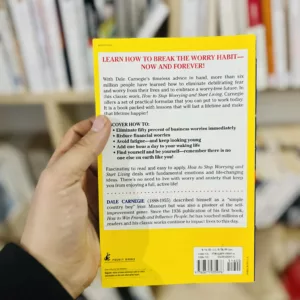 LEARN HOW TO BREAK THE WORRY HABIT—
NOW AND FOREVER!
With Dale Carnegie's timeless advice in hand, more than six
million people have learned how to eliminate debilitating fear
and worry from their lives and to embrace a worry-free future. In
this classic work, How to Stop Worrying and Start Living, Carnegie
offers a set of practical formulas that you can put to work today. It
is a book packed with lessons that will last a lifetime and make
that lifetime happier!
COVER HOW TO:
• Eliminate fifty percent of business worries immediately
• Reduce financial worries
• Avoid fatigue—and keep looking young
• Add one hour a day to your waking life
• Find yourself and be yourself—remember there is no
one else on earth like you!
Fascinating to read and easy to apply, How to Stop Worrying and
Start Living deals with fundamental emotions and life-changing
ideas. There's no need to live with worry and anxiety that keep
you from enjoying a full, active life!
DALE CARNEGIE (1888-1955) described himself as a "simple
country boy" from Missouri but was also a pioneer of the self-
improvement genre. Since the 1936 publication of his first book,
How to Win Friends and Influence People, he has touched millions of
readers and his classic works continue to impact lives to this day.